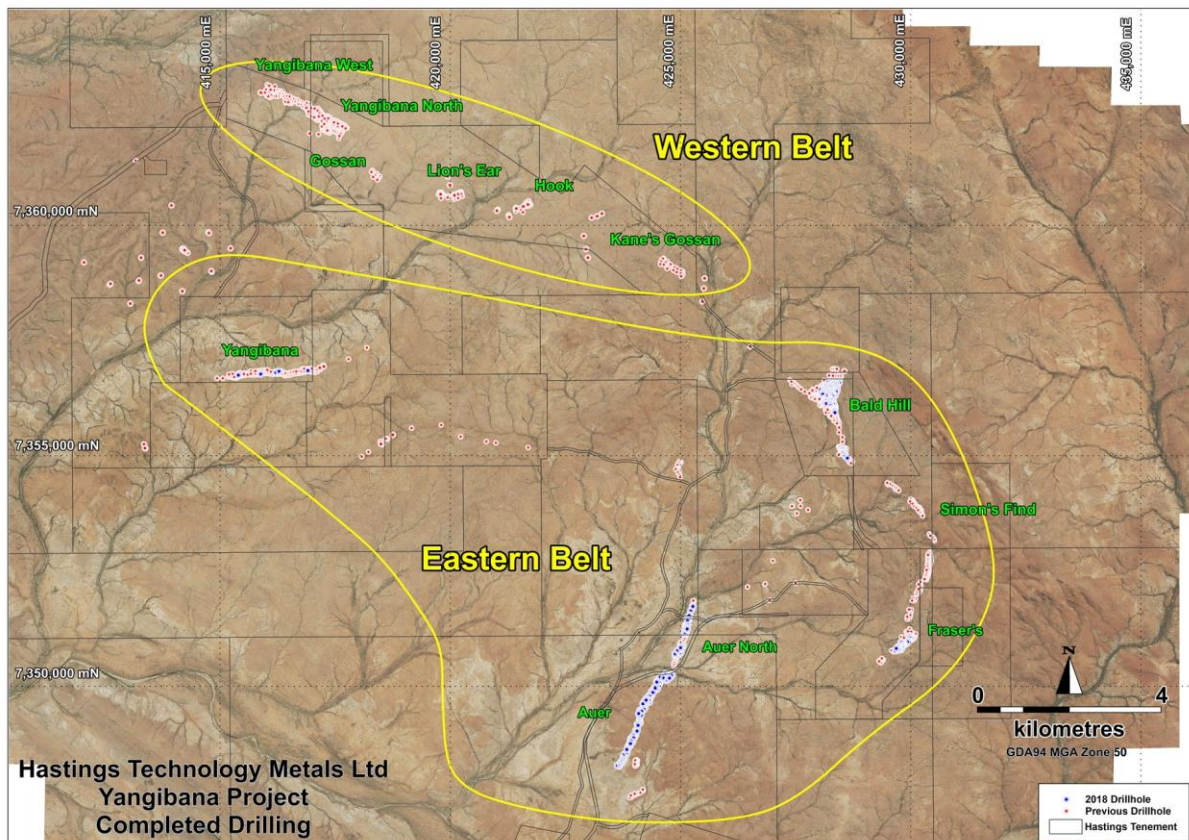 415,000 mE
420,000 mE
425,000 mE
430,000 mE
435,000 mE
Yangibana West
Yangibana North
Western Belt
Gossan
Lion's Ear
Hook
7,360,000 mN
Kane's Gossan
Yangibana
Bald Hill
7,355,000 mN
Simon's Find
Eastern Belt
Fraser's
Auer North
7,350,000 mN
Auer
N
0 4
kilometres
GDA94 MGA Zone 50
Hastings Technology Metals Ltd
Yangibana Project
Completed Drilling
2018 Drillhole
Previous Drillhole
Hastings Tenement